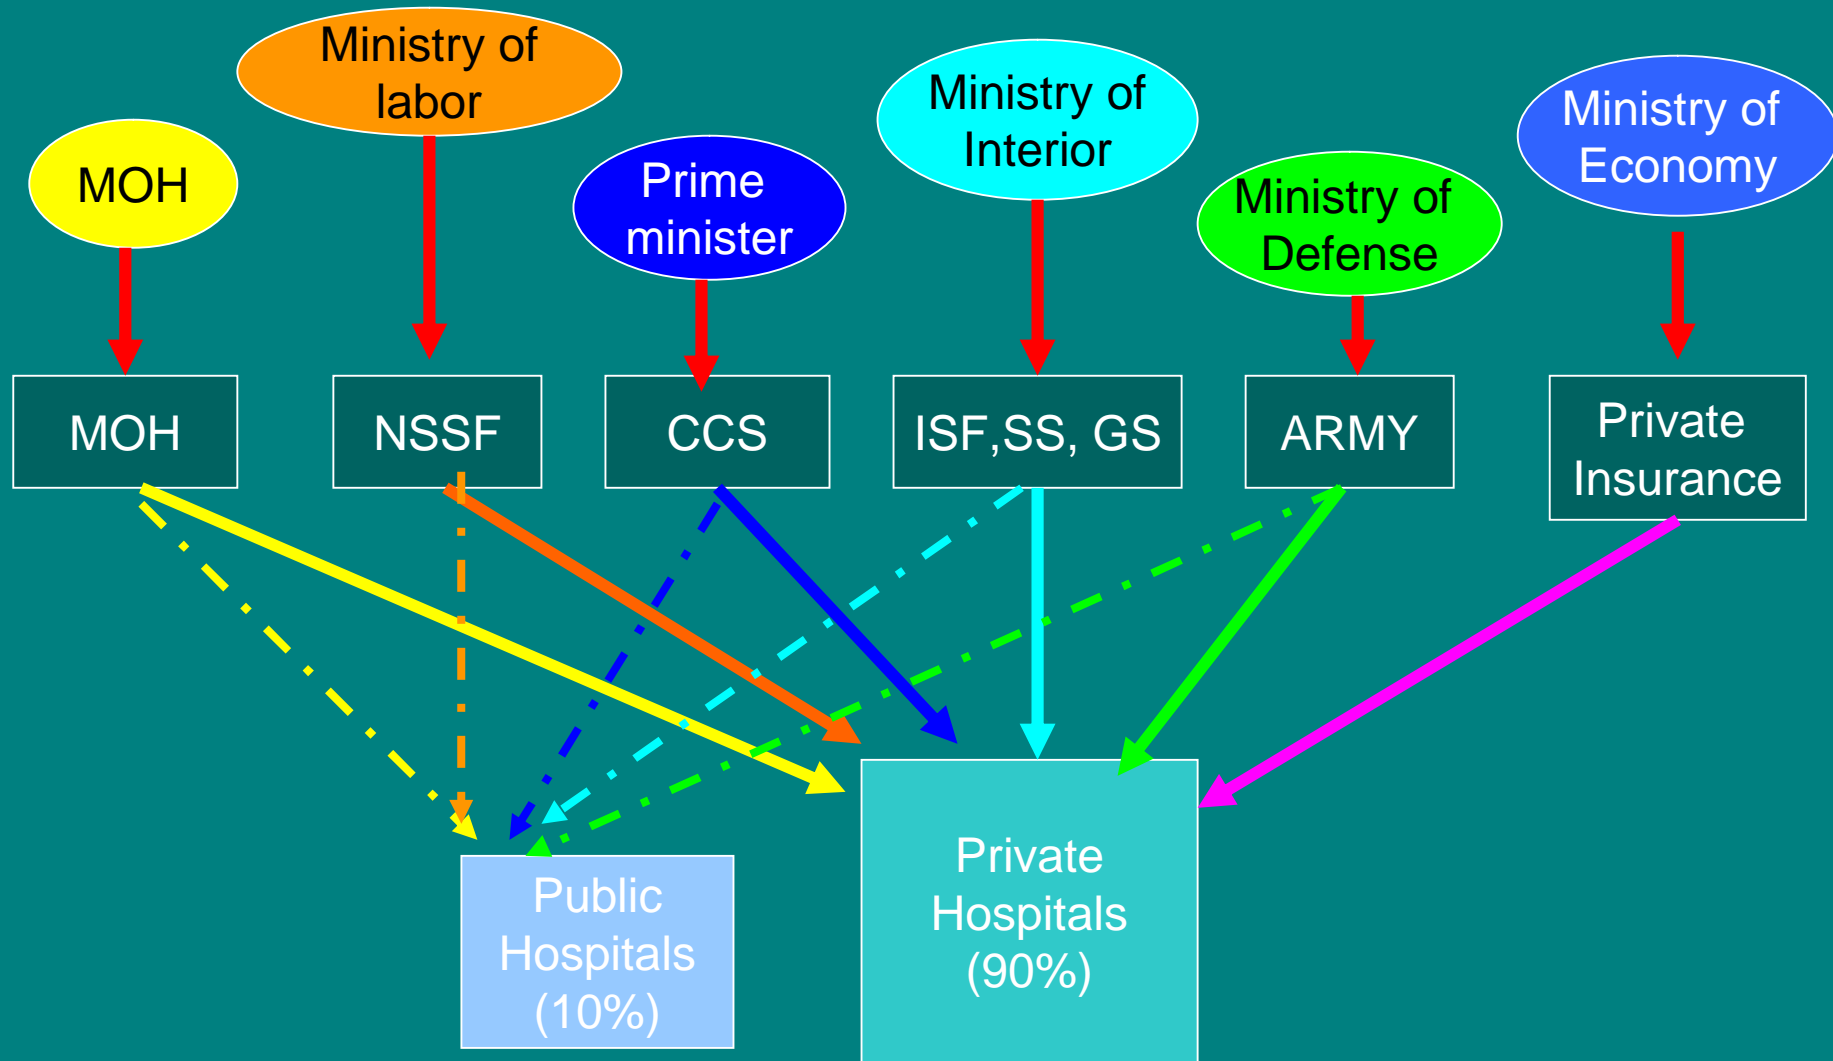 MOH
Ministry of
labor
Prime
minister
Ministry of
Interior
Ministry of
Defense
Ministry of
Economy
MOH
NSSF
CCS
ISF,SS, GS
ARMY
Private
Insurance
Public
Hospitals
(10%)
Private
Hospitals
(90%)